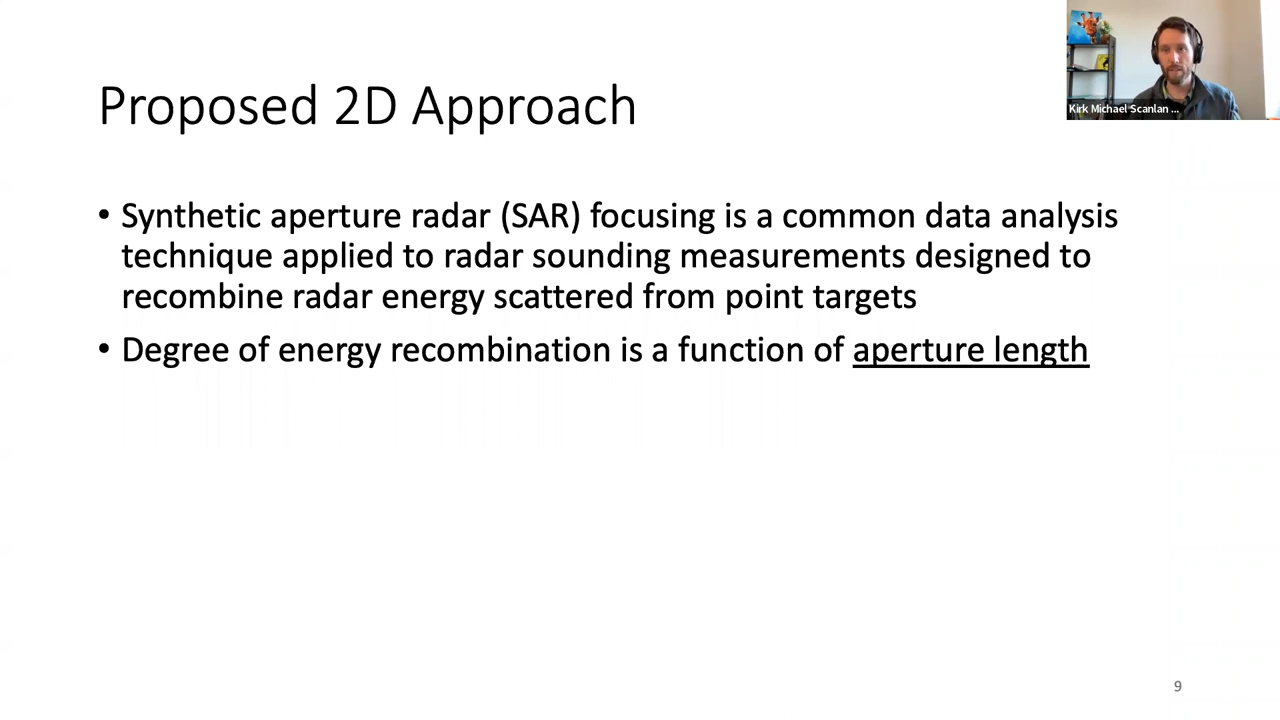 Kirk Michael Scanlan ...
Proposed 2D Approach
• Synthetic aperture radar (SAR) focusing is a common data analysis
technique applied to radar sounding measurements designed to
recombine radar energy scattered from point targets
• Degree of energy recombination is a function of aperture length
9